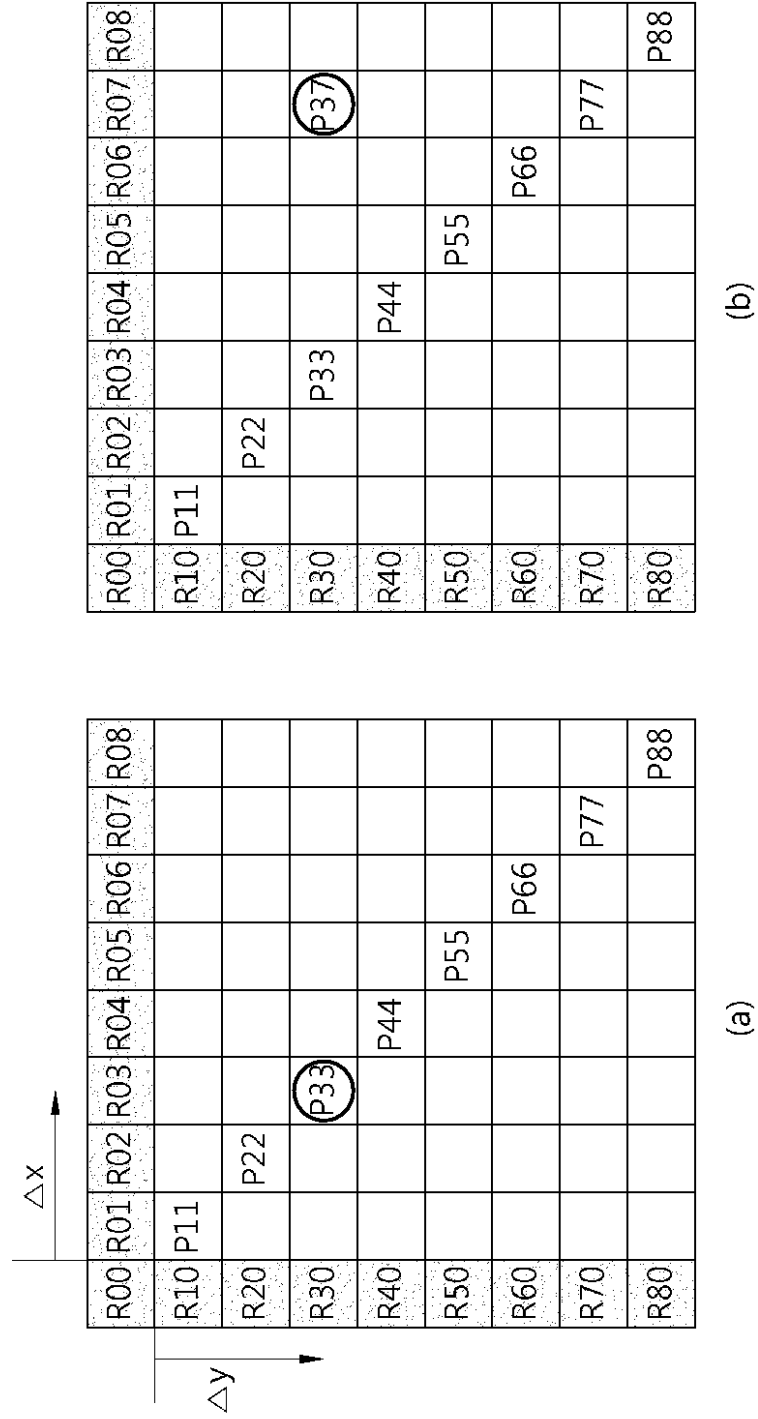 △x
△y
R00 R01 R02 R03 R04 R05 R06 R07 R08
R10 P11
R20 P22
R30 P33
R40 P44
R50 P55
R60 P66
R70 P77
R80 P88
(a)
R00 R01 R02 R03 R04 R05 R06 R07 R08
R10 P11
R20 P22
R30 P33 P37
R40 P44
R50 P55
R60 P66
R70 P77
R80 P88
(b)